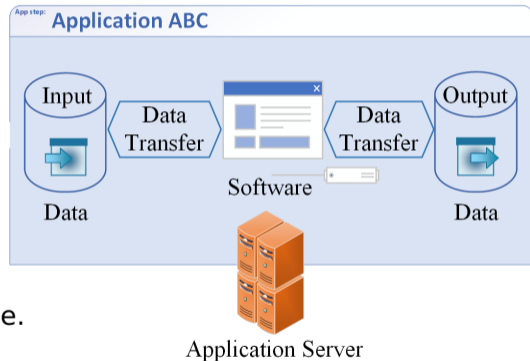 App step:
Application ABC
Input
Output
Data
Transfer
Data
Transfer
Software
Data
Data
e.
Application Server